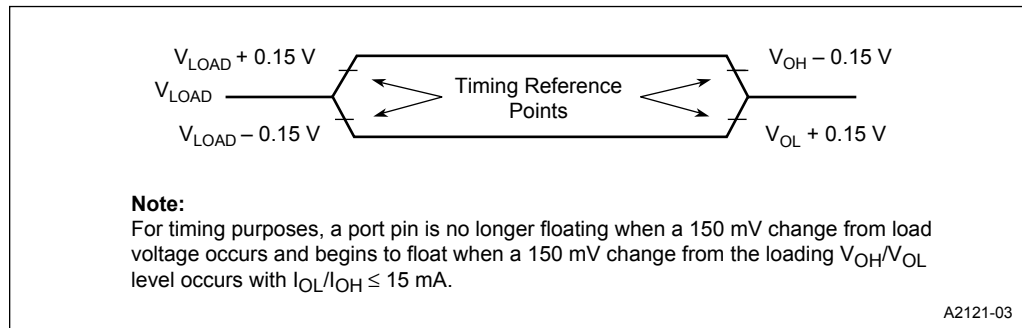 V_LOAD + 0.15 V
V_OH – 0.15 V
V_LOAD
Timing Reference
Points
V_LOAD – 0.15 V
V_OL + 0.15 V
Note:
For timing purposes, a port pin is no longer floating when a 150 mV change from load
voltage occurs and begins to float when a 150 mV change from the loading V_OH/V_OL
level occurs with I_OL/I_OH ≤ 15 mA.
A2121-03